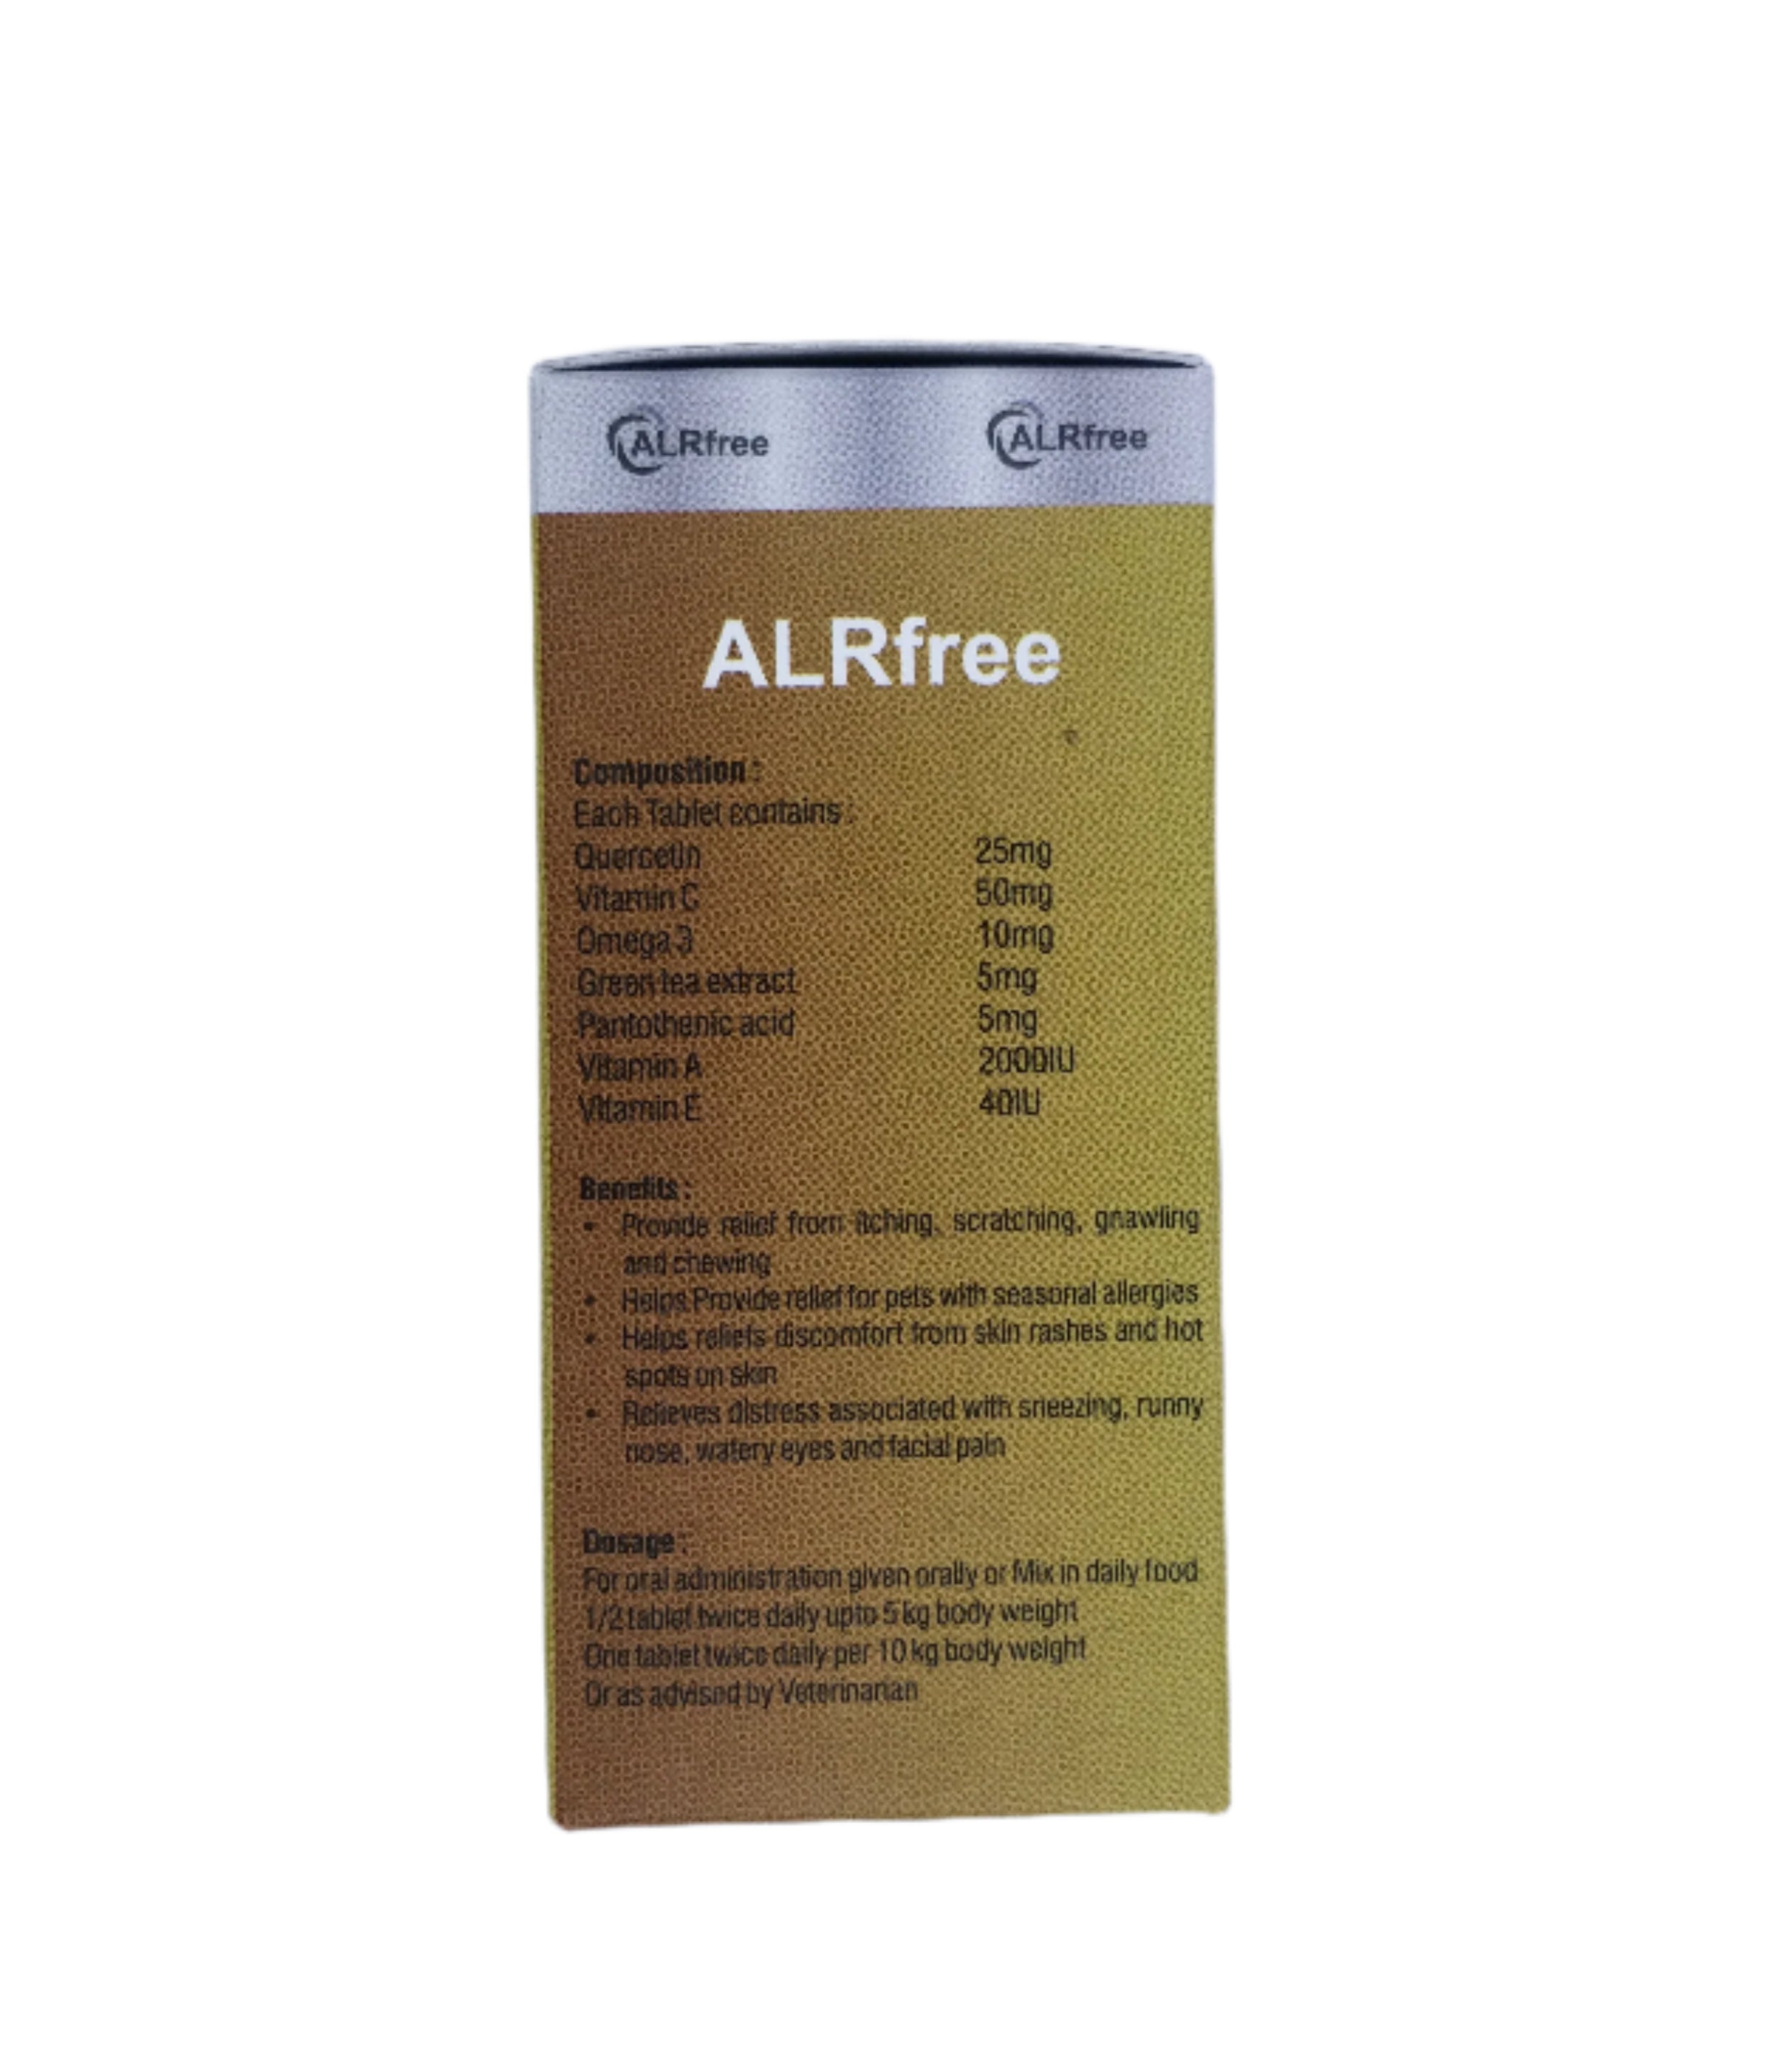 ALRfree
ALRfree
ALRfree
Composition :
Each Tablet contains :
Quercetin 25mg
Vitamin C 50mg
Omega 3 10mg
Green tea extract 5mg
Pantothenic acid 5mg
Vitamin A 2000IU
Vitamin E 40IU
Benefits :
• Provide relief from itching, scratching, gnawling
and chewing
• Helps Provide relief for pets with seasonal allergies
• Helps reliefs discomfort from skin rashes and hot
spots on skin
• Relieves distress associated with sneezing, runny
nose, watery eyes and facial pain
Dosage :
For oral administration given orally or Mix in daily food
1/2 tablet twice daily upto 5 kg body weight
One tablet twice daily per 10 kg body weight
Or as advised by Veterinarian